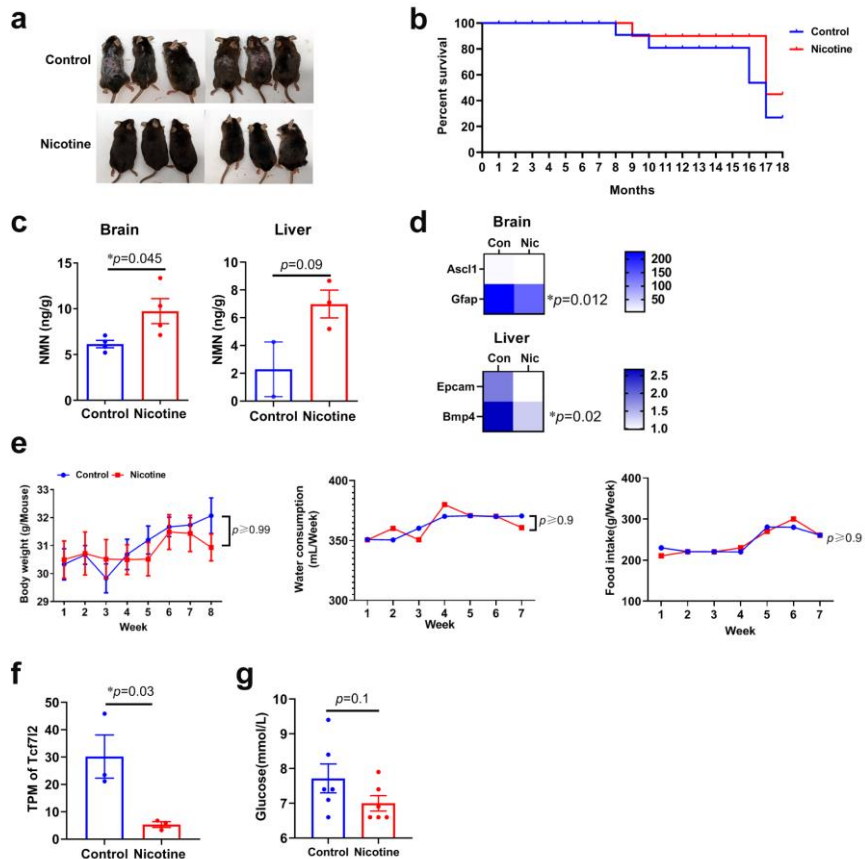 a
Control
Nicotine
b
Percent survival
100
80
60
40
20
0
0 1 2 3 4 5 6 7 8 9 10 11 12 13 14 15 16 17 18
Months
Control
Nicotine
c
Brain
*p=0.045
NMN (ng/g)
15
10
5
0
Control Nicotine
Liver
p=0.09
NMN (ng/g)
10
8
6
4
2
0
Control Nicotine
d
Brain
Con Nic
Ascl1
Gfap
*p=0.012
200
150
100
50
Liver
Con Nic
Epcam
Bmp4
*p=0.02
2.5
2.0
1.5
1.0
e
Control Nicotine
Body weight (g/Mouse)
33
32
31
30
29
1 2 3 4 5 6 7 8
Week
p⩾0.99
Water consumption
(mL/Week)
400
350
300
1 2 3 4 5 6 7
Week
p⩾0.9
Food intake(g/Week)
400
300
200
100
1 2 3 4 5 6 7
Week
p⩾0.9
f
*p=0.03
TPM of Tcf7l2
50
40
30
20
10
0
Control Nicotine
g
p=0.1
Glucose(mmol/L)
10
9
8
7
6
Control Nicotine